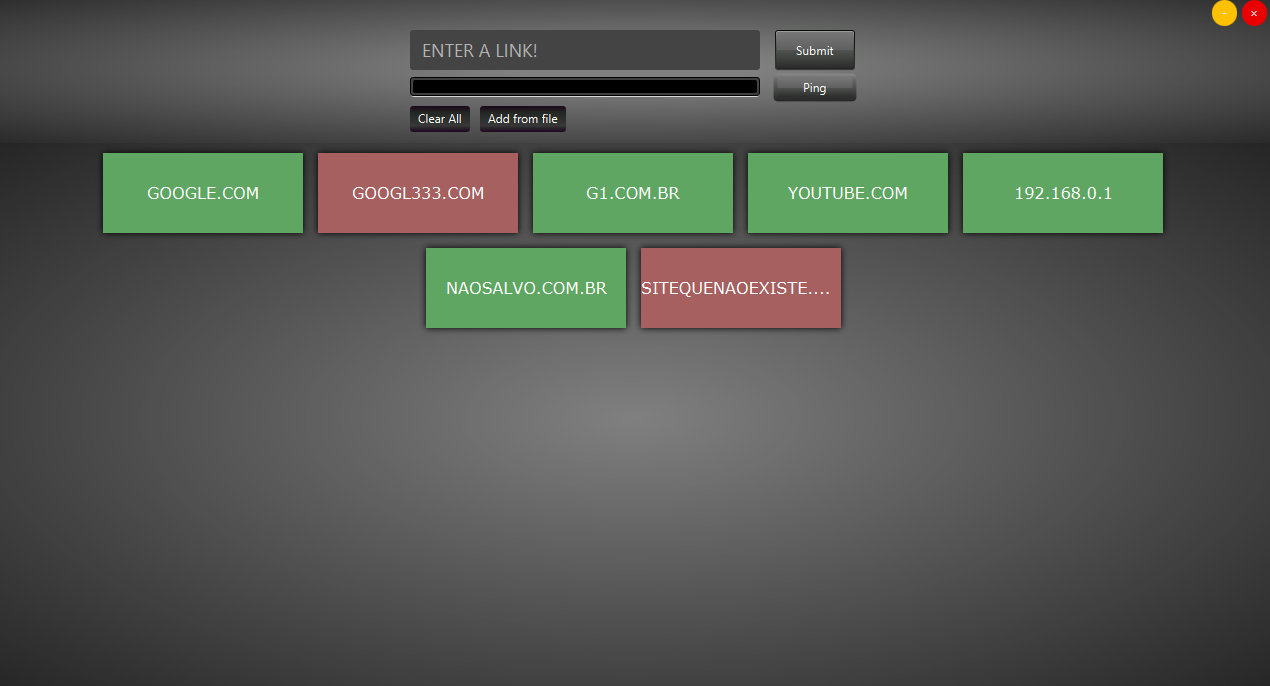 - ×
ENTER A LINK!
Submit
Ping
Clear All Add from file
GOOGLE.COM GOOGL333.COM G1.COM.BR YOUTUBE.COM 192.168.0.1
NAOSALVO.COM.BR SITEQUENAOEXISTE....